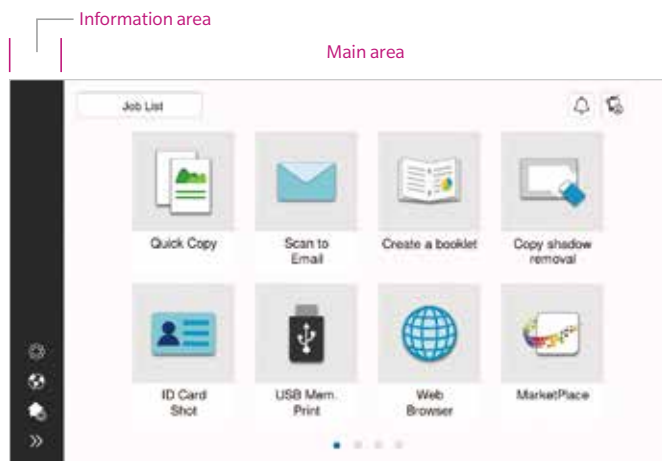 Information area
Main area
Job List
Quick Copy
Scan to
Email
Create a booklet
Copy shadow
removal
ID Card
Shot
USB Mem.
Print
Web
Browser
MarketPlace